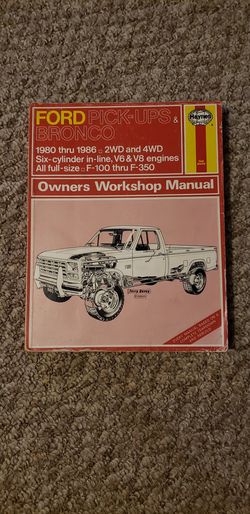 FORD PICK-UPS &
BRONCO
Haynes
1980 thru 1986 □ 2WD and 4WD
Six-cylinder in-line, V6 & V8 engines
All full-size □ F-100 thru F-350
Owners Workshop Manual